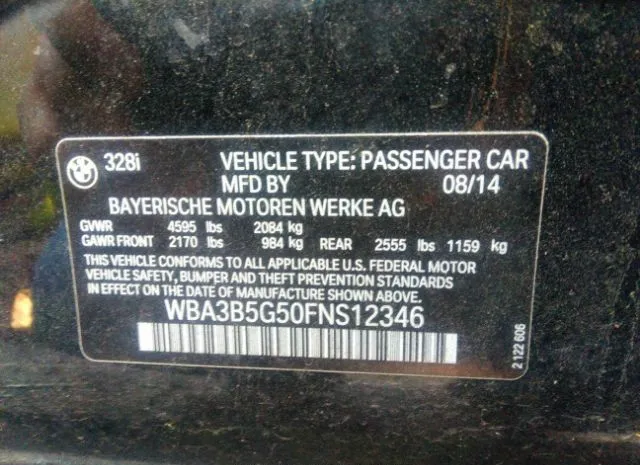 328i VEHICLE TYPE: PASSENGER CAR
MFD BY 08/14
BAYERISCHE MOTOREN WERKE AG
GVWR 4595 lbs 2084 kg
GAWR FRONT 2170 lbs 984 kg REAR 2555 lbs 1159 kg
THIS VEHICLE CONFORMS TO ALL APPLICABLE U.S. FEDERAL MOTOR
VEHICLE SAFETY, BUMPER AND THEFT PREVENTION STANDARDS
IN EFFECT ON THE DATE OF MANUFACTURE SHOWN ABOVE.
WBA3B5G50FNS12346
2 122 606